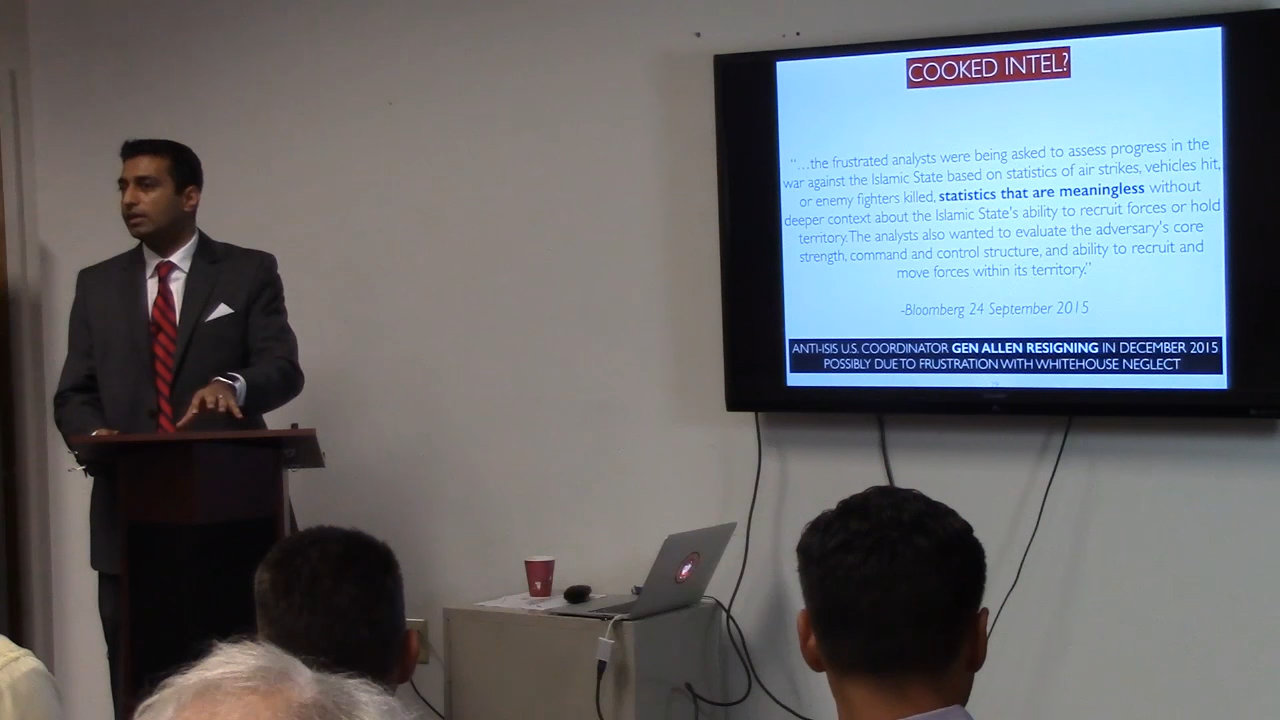 COOKED INTEL?
"...the frustrated analysts were being asked to assess progress in the
war against the Islamic State based on statistics of air strikes, vehicles hit,
or enemy fighters killed, statistics that are meaningless without
deeper context about the Islamic State's ability to recruit forces or hold
territory. The analysts also wanted to evaluate the adversary's core
strength, command and control structure, and ability to recruit and
move forces within its territory."
-Bloomberg 24 September 2015
ANTI-ISIS U.S. COORDINATOR GEN ALLEN RESIGNING IN DECEMBER 2015
POSSIBLY DUE TO FRUSTRATION WITH WHITEHOUSE NEGLECT